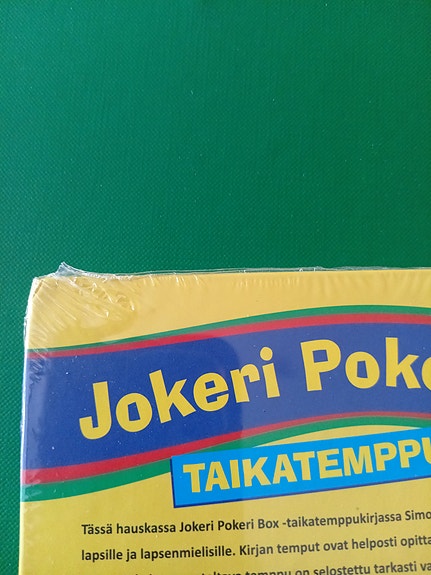 Jokeri Poke
TAIKATEMPPU
Tässä hauskassa Jokeri Pokeri Box -taikatemppukirjassa Simo
lapsille ja lapsenmielisille. Kirjan temput ovat helposti opitta
temppu on selostettu tarkasti va